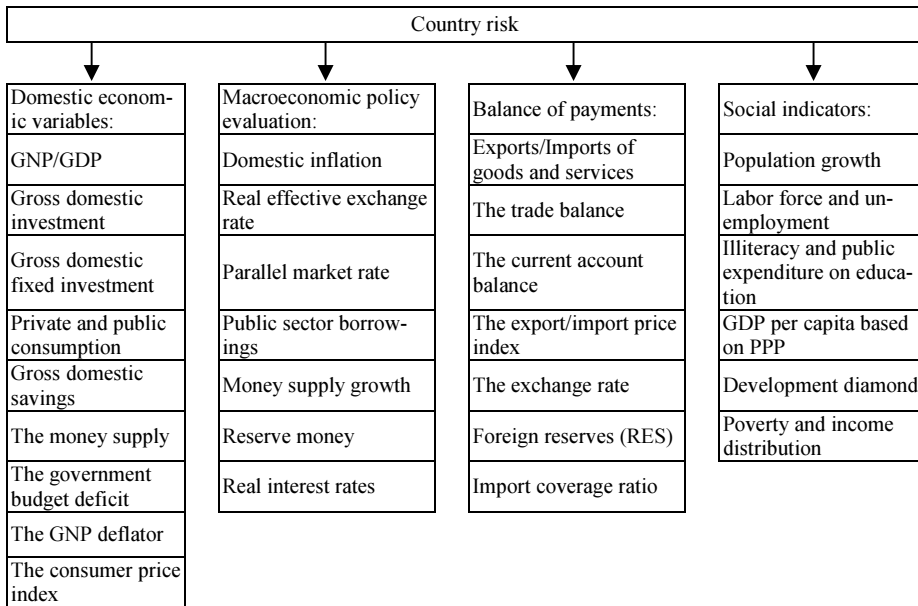 Country risk
Domestic econom-
ic variables:
GNP/GDP
Gross domestic
investment
Gross domestic
fixed investment
Private and public
consumption
Gross domestic
savings
The money supply
The government
budget deficit
The GNP deflator
The consumer price
index
Macroeconomic policy
evaluation:
Domestic inflation
Real effective exchange
rate
Parallel market rate
Public sector borrow-
ings
Money supply growth
Reserve money
Real interest rates
Balance of payments:
Exports/Imports of
goods and services
The trade balance
The current account
balance
The export/import price
index
The exchange rate
Foreign reserves (RES)
Import coverage ratio
Social indicators:
Population growth
Labor force and un-
employment
Illiteracy and public
expenditure on educa-
tion
GDP per capita based
on PPP
Development diamond
Poverty and income
distribution